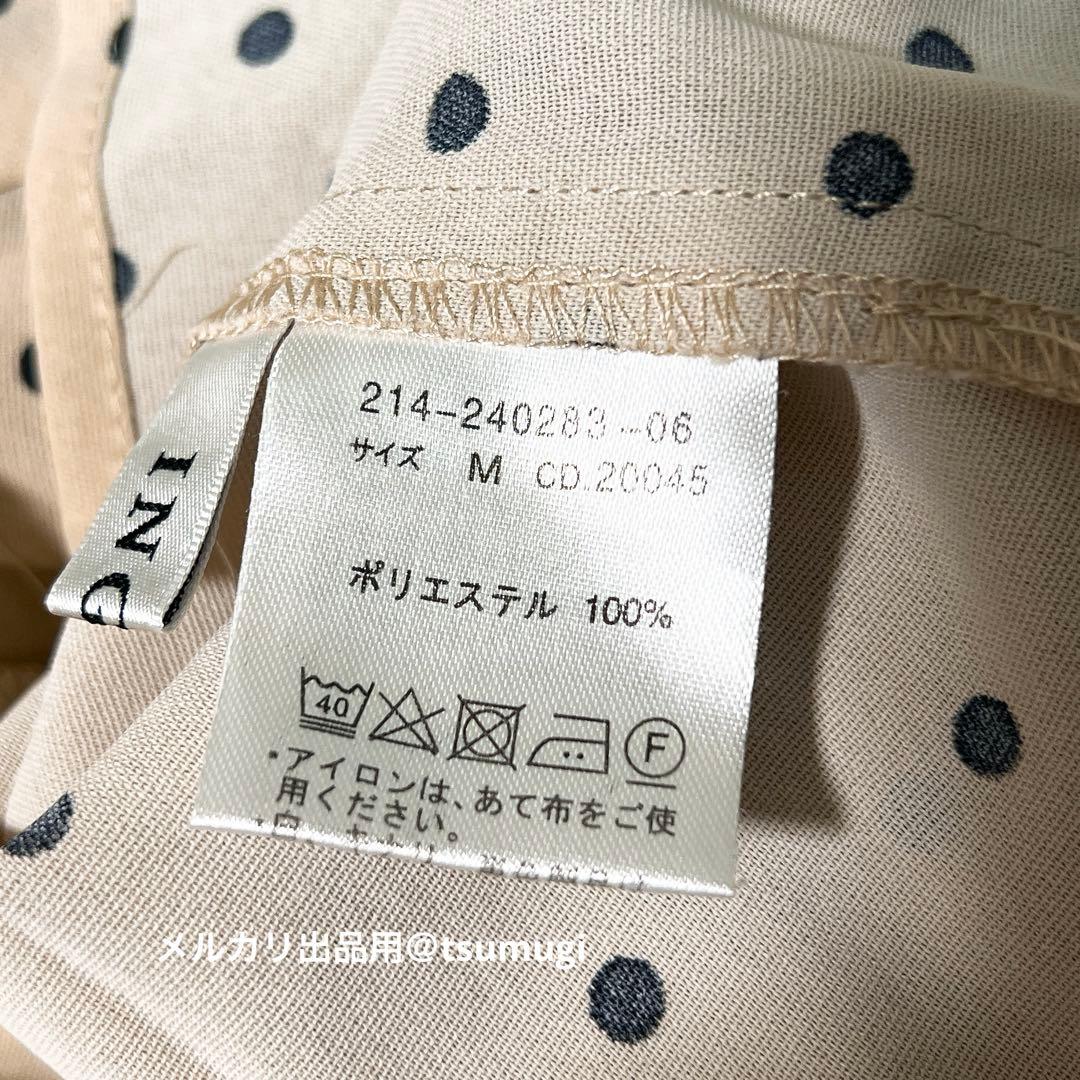 214-240283-06
サイズ M CD.20045
ポリエステル 100%
40
F
*アイロンは、あて布をご使
用ください。
メルカリ出品用@tsumugi